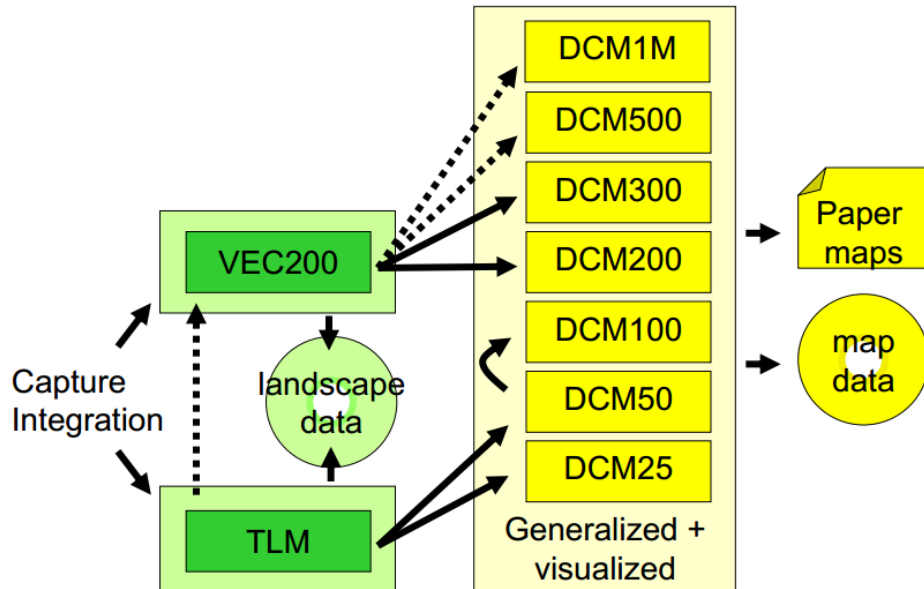 DCM1M
DCM500
DCM300
DCM200
DCM100
DCM50
DCM25
Generalized +
visualized
VEC200
landscape
data
TLM
Capture
Integration
Paper
maps
map
data